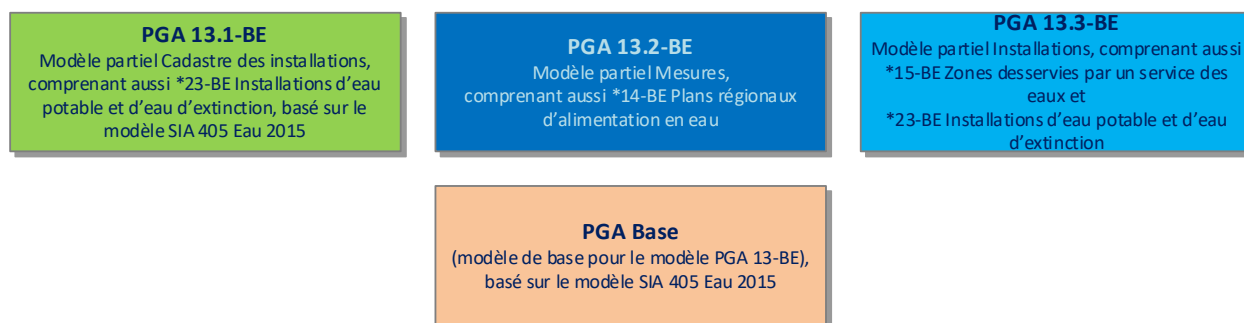 PGA 13.1-BE
Modèle partiel Cadastre des installations,
comprenant aussi *23-BE Installations d'eau
potable et d'eau d'extinction, basé sur le
modèle SIA 405 Eau 2015
PGA 13.2-BE
Modèle partiel Mesures,
comprenant aussi *14-BE Plans régionaux
d'alimentation en eau
PGA 13.3-BE
Modèle partiel Installations, comprenant aussi
*15-BE Zones desservies par un service des
eaux et
*23-BE Installations d'eau potable et d'eau
d'extinction
PGA Base
(modèle de base pour le modèle PGA 13-BE),
basé sur le modèle SIA 405 Eau 2015